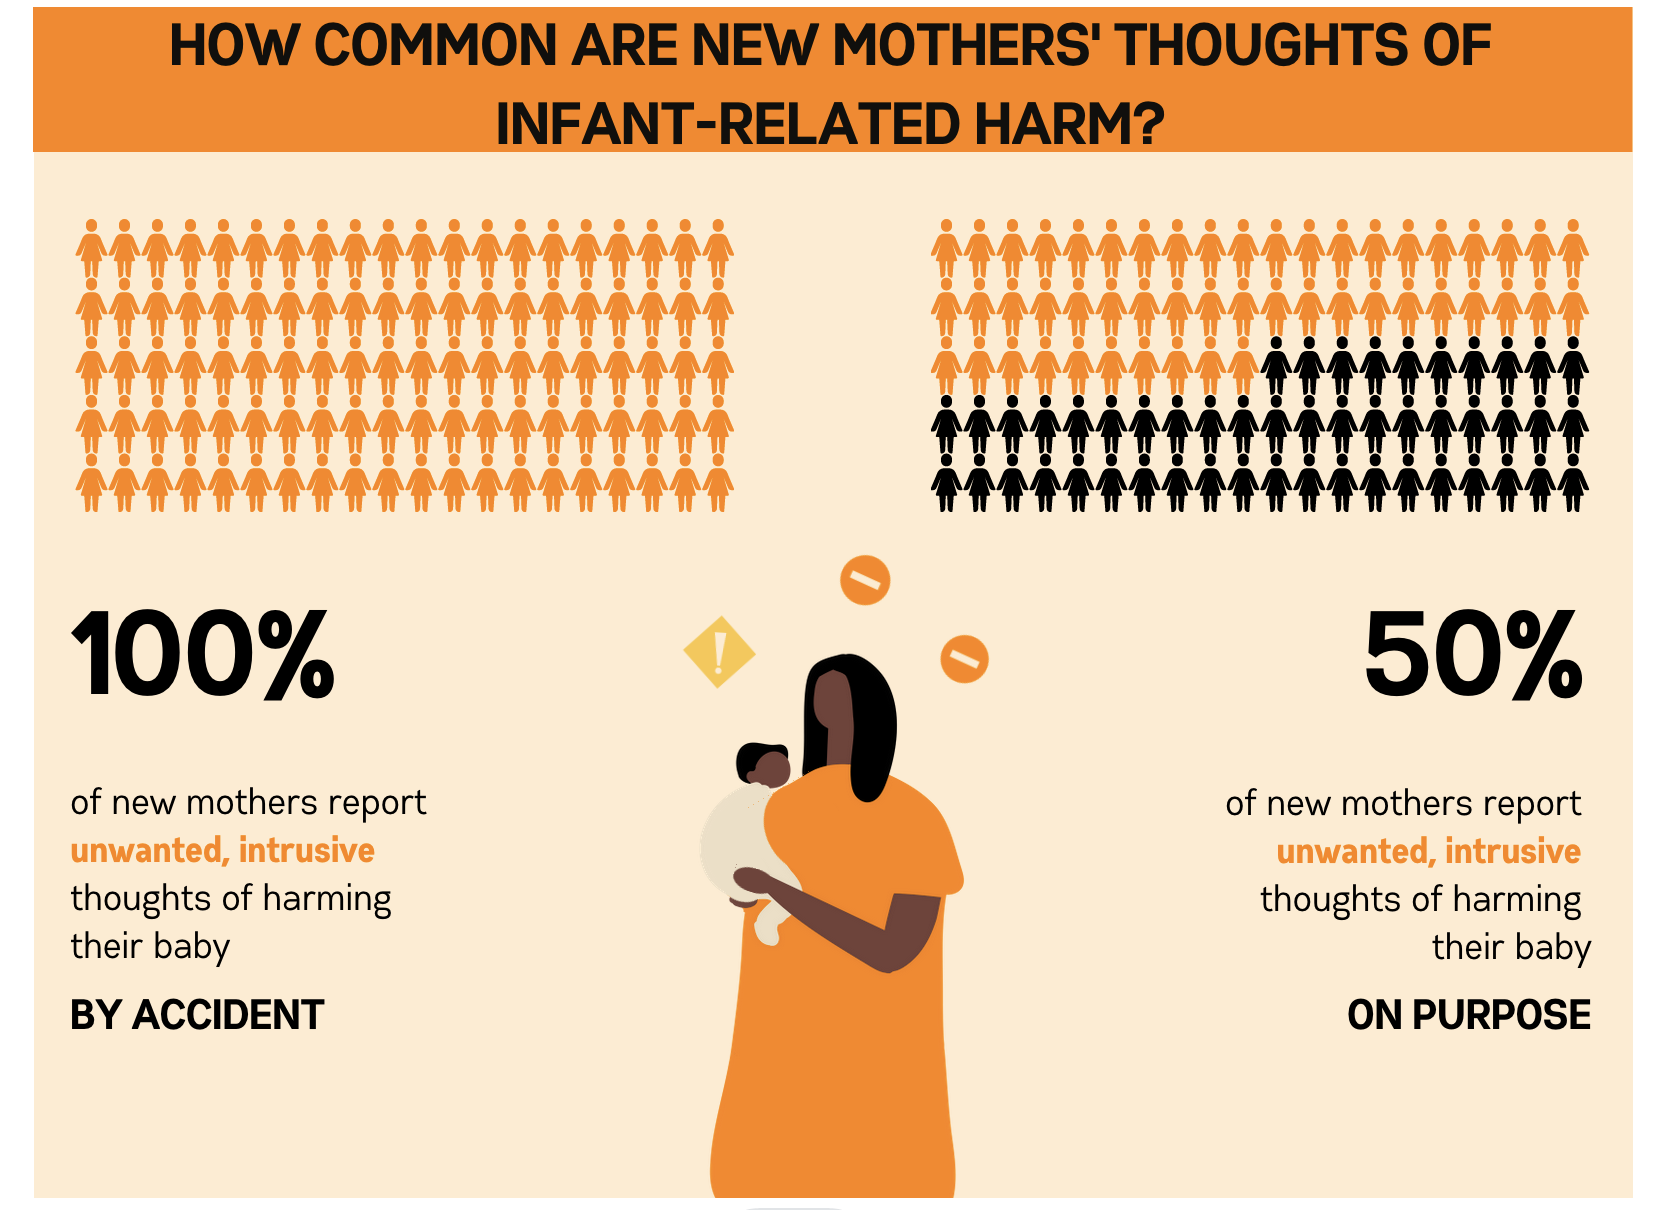 HOW COMMON ARE NEW MOTHERS' THOUGHTS OF
INFANT-RELATED HARM?
100%
of new mothers report
unwanted, intrusive
thoughts of harming
their baby
BY ACCIDENT
50%
of new mothers report
unwanted, intrusive
thoughts of harming
their baby
ON PURPOSE